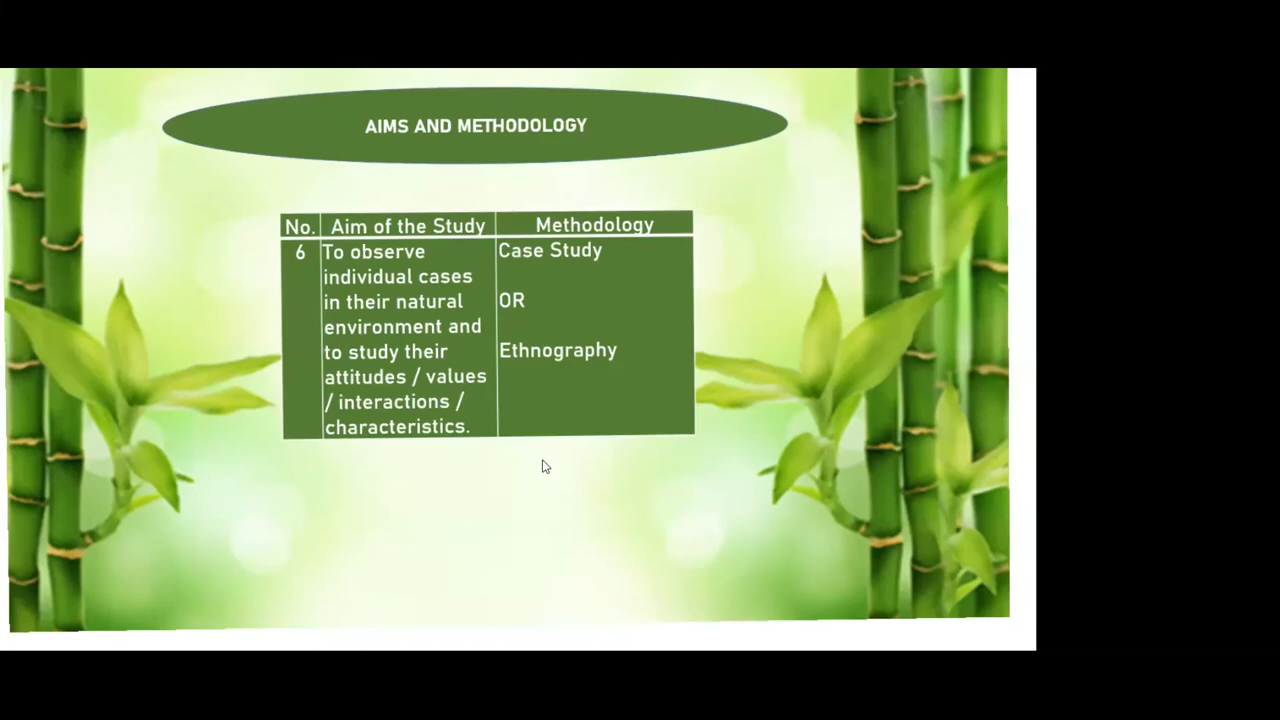 AIMS AND METHODOLOGY
No. Aim of the Study Methodology
6 To observe Case Study
individual cases
in their natural OR
environment and
to study their Ethnography
attitudes / values
/ interactions /
characteristics.